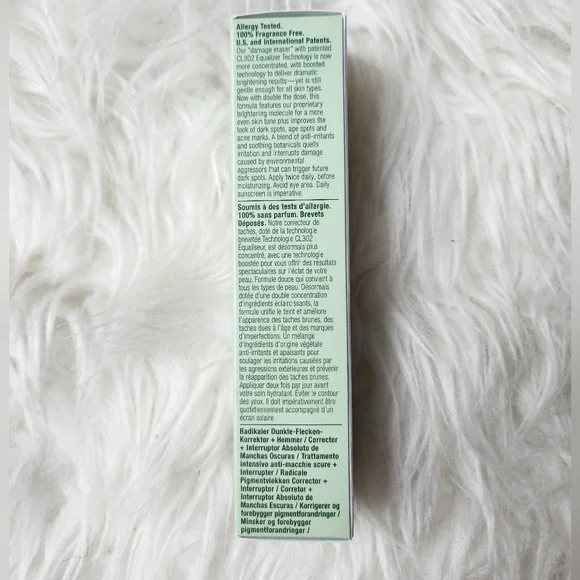 Allergy Tested.
100% Fragrance Free.
U.S. and International Patents.
Our "damage eraser" with patented
CL302 Equalizer Technology is now
more concentrated, with boosted
technology to deliver dramatic
brightening results—yet is still
gentle enough for all skin types.
Now with double the dose, this
formula features our proprietary
brightening molecule for a more
even skin tone plus improves the
look of dark spots, age spots and
acne marks. A blend of anti-irritants
and soothing botanicals quells
irritation and interrupts damage
caused by environmental
aggressors that can trigger future
dark spots. Apply twice daily, before
moisturizing. Avoid eye area. Daily
sunscreen is imperative.
Soumis à des tests d'allergie.
100% sans parfum. Brevets
Déposés. Notre correcteur de
taches, doté de la technologie
brevetée Technologie CL302
Equaliseur, est désormais plus
concentré, avec une technologie
boostée pour vous offrir des résultats
spectaculaires sur l'éclat de votre
peau. Formule douce qui convient à
tous les types de peau. Désormais
dotée d'une double concentration
d'ingrédients éclaircissants, la
formule unifie le teint et améliore
l'apparence des taches brunes, des
taches dues à l'âge et des marques
d'imperfections. Un mélange
d'ingrédients d'origine végétale
anti-irritants et apaisants pour
soulager les irritations causées par
les agressions extérieures et prévenir
la réapparition des taches brunes.
Appliquer deux fois par jour avant
votre soin hydratant. Éviter le contour
des yeux. Il doit impérativement être
quotidiennement accompagné d'un
écran solaire.
Radikaler Dunkle-Flecken-
Korrektor + Hemmer / Corrector
+ Interruptor Absoluto de
Manchas Oscuras / Trattamento
intensivo anti-macchie scure +
Interrupter / Radicale
Pigmentvlekken Corrector +
Interruptor / Corretor +
Interruptor Absoluto de
Manchas Escuras / Korrigerer og
forebygger pigmentforandringer /
Minsker og forebygger
pigmentforandringer /